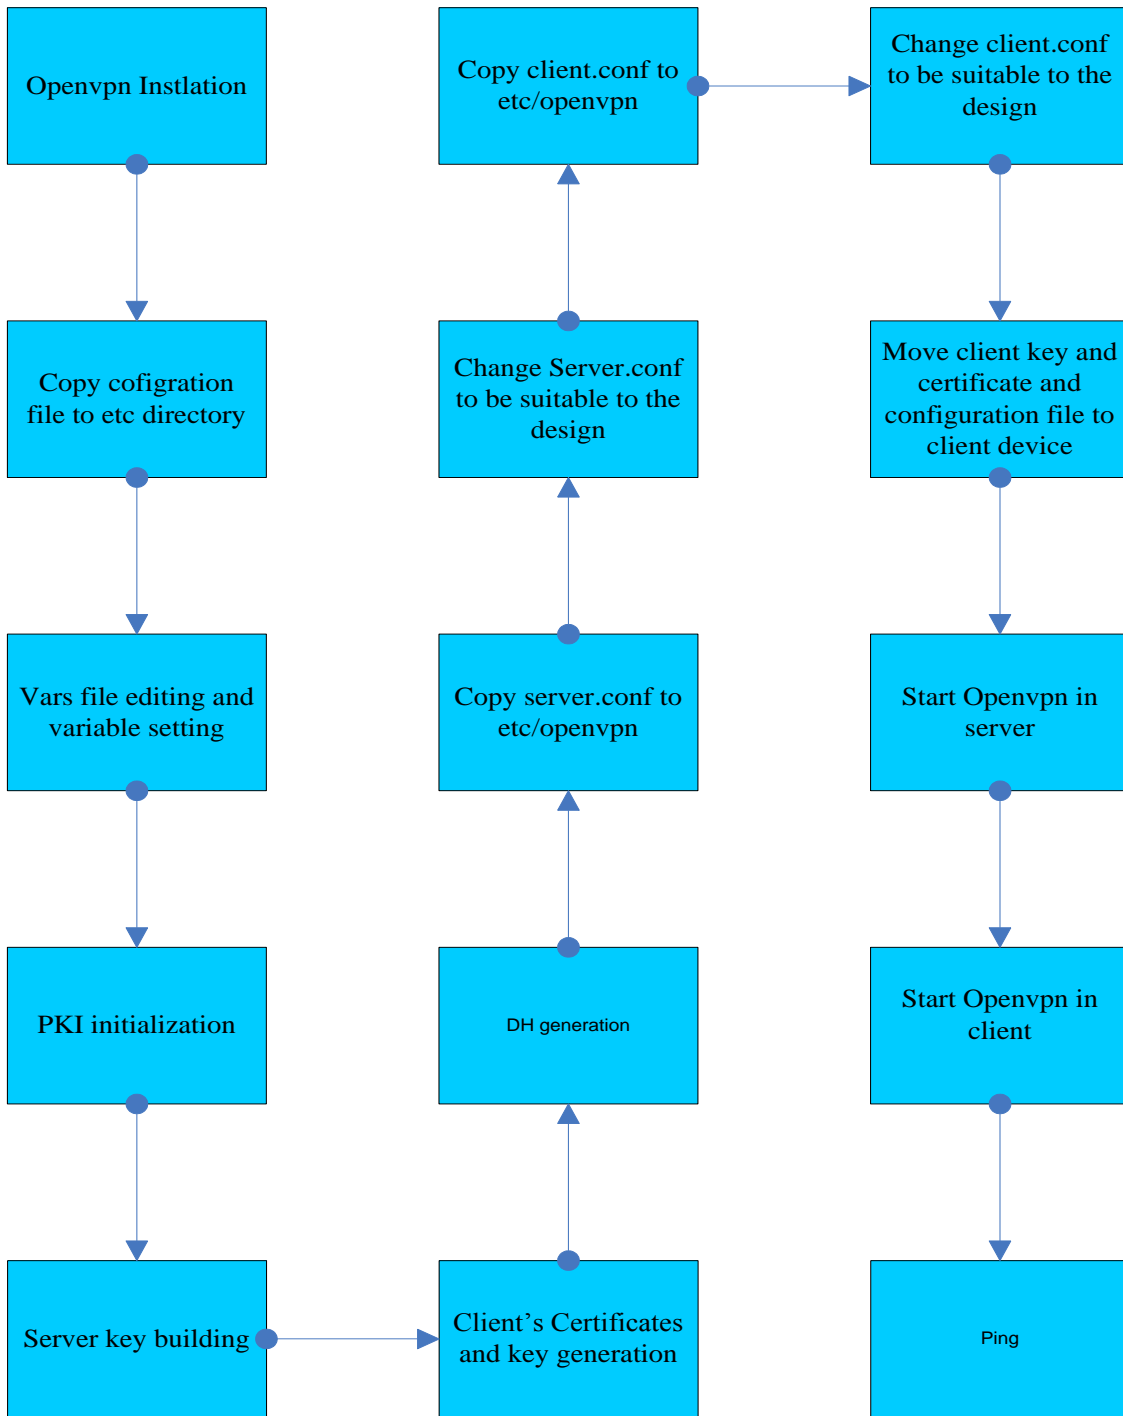 Openvpn Instlation
Copy cofigration
file to etc directory
Vars file editing and
variable setting
PKI initialization
Server key building
Client’s Certificates
and key generation
DH generation
Copy server.conf to
etc/openvpn
Change Server.conf
to be suitable to the
design
Copy client.conf to
etc/openvpn
Change client.conf
to be suitable to the
design
Move client key and
certificate and
configuration file to
client device
Start Openvpn in
server
Start Openvpn in
client
Ping